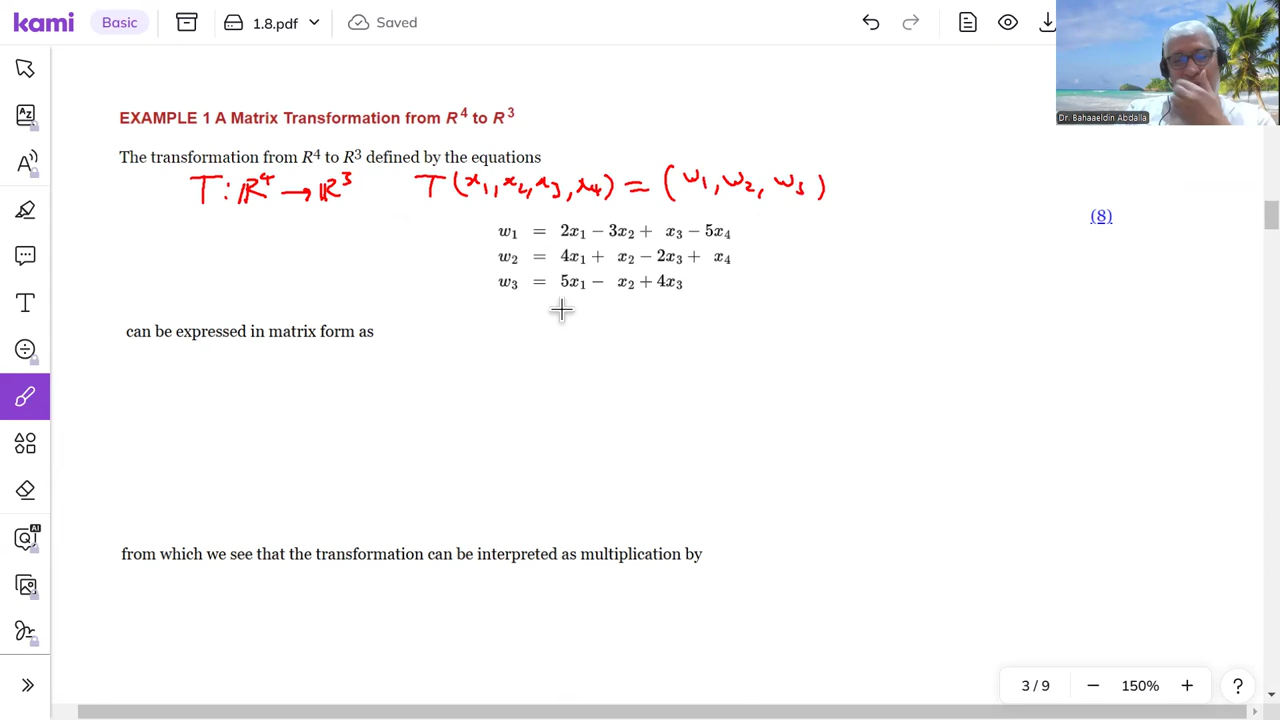 kami Basic 1.8.pdf Saved
Dr. Bahaaeldin Abdalla
EXAMPLE 1 A Matrix Transformation from R⁴ to R³
The transformation from R⁴ to R³ defined by the equations
T : ℝ⁴ → ℝ³ T(x₁, x₂, x₃, x₄) = (w₁, w₂, w₃)
(8)
w₁ = 2x₁ − 3x₂ + x₃ − 5x₄
w₂ = 4x₁ + x₂ − 2x₃ + x₄
w₃ = 5x₁ − x₂ + 4x₃
can be expressed in matrix form as
from which we see that the transformation can be interpreted as multiplication by
3 / 9 − 150% + ?